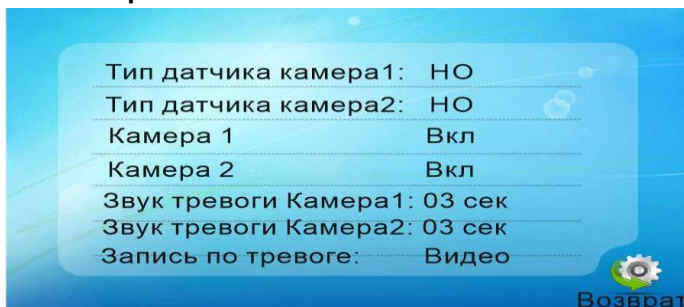 Тип датчика камера1: НО
Тип датчика камера2: НО
Камера 1 Вкл
Камера 2 Вкл
Звук тревоги Камера1: 03 сек
Звук тревоги Камера2: 03 сек
Запись по тревоге: Видео
Возврат